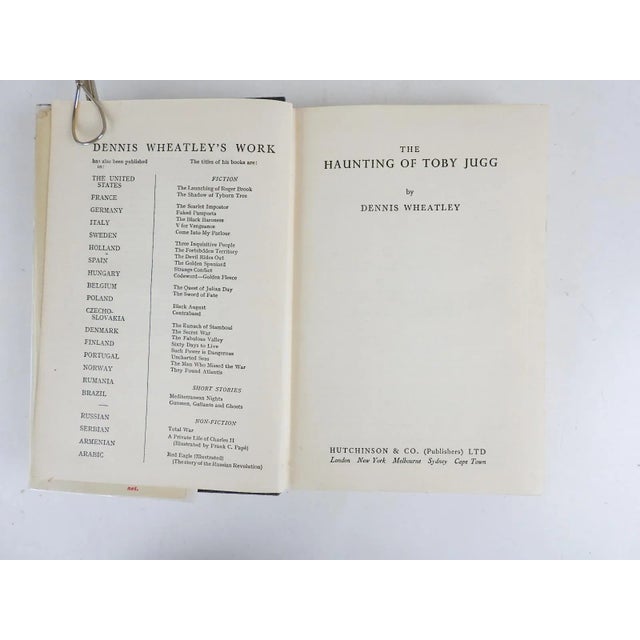 DENNIS WHEATLEY'S WORK
has also been published
in:
THE UNITED
STATES
FRANCE
GERMANY
ITALY
SWEDEN
HOLLAND
SPAIN
HUNGARY
BELGIUM
POLAND
CZECHO-
SLOVAKIA
DENMARK
FINLAND
PORTUGAL
NORWAY
RUMANIA
BRAZIL
—
RUSSIAN
SERBIAN
ARMENIAN
ARABIC
The titles of his books are:
FICTION
The Launching of Roger Brook
The Shadow of Tyburn Tree
The Scarlet Impostor
Faked Passports
The Black Baroness
V for Vengeance
Come Into My Parlour
Three Inquisitive People
The Forbidden Territory
The Devil Rides Out
The Golden Spaniard
Strange Conflict
Codeword—Golden Fleece
The Quest of Julian Day
The Sword of Fate
Black August
Contraband
The Eunuch of Stamboul
The Secret War
The Fabulous Valley
Sixty Days to Live
Such Power is Dangerous
Uncharted Seas
The Man Who Missed the War
They Found Atlantis
SHORT STORIES
Mediterranean Nights
Gunmen, Gallants and Ghosts
NON-FICTION
Total War
A Private Life of Charles II
(Illustrated by Frank C. Papé)
Red Eagle (Illustrated)
(The story of the Russian Revolution)
net.
THE
HAUNTING OF TOBY JUGG
by
DENNIS WHEATLEY
HUTCHINSON & CO. (Publishers) LTD
London New York Melbourne Sydney Cape Town